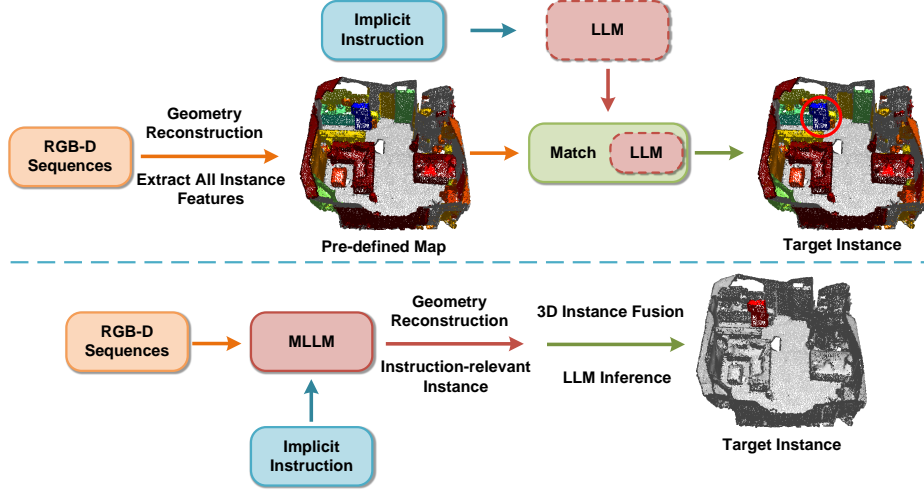 Implicit
Instruction
LLM
RGB-D
Sequences
Geometry
Reconstruction
Extract All Instance
Features
Pre-defined Map
Match
LLM
Target Instance
RGB-D
Sequences
MLLM
Geometry
Reconstruction
Instruction-relevant
Instance
3D Instance Fusion
LLM Inference
Target Instance
Implicit
Instruction